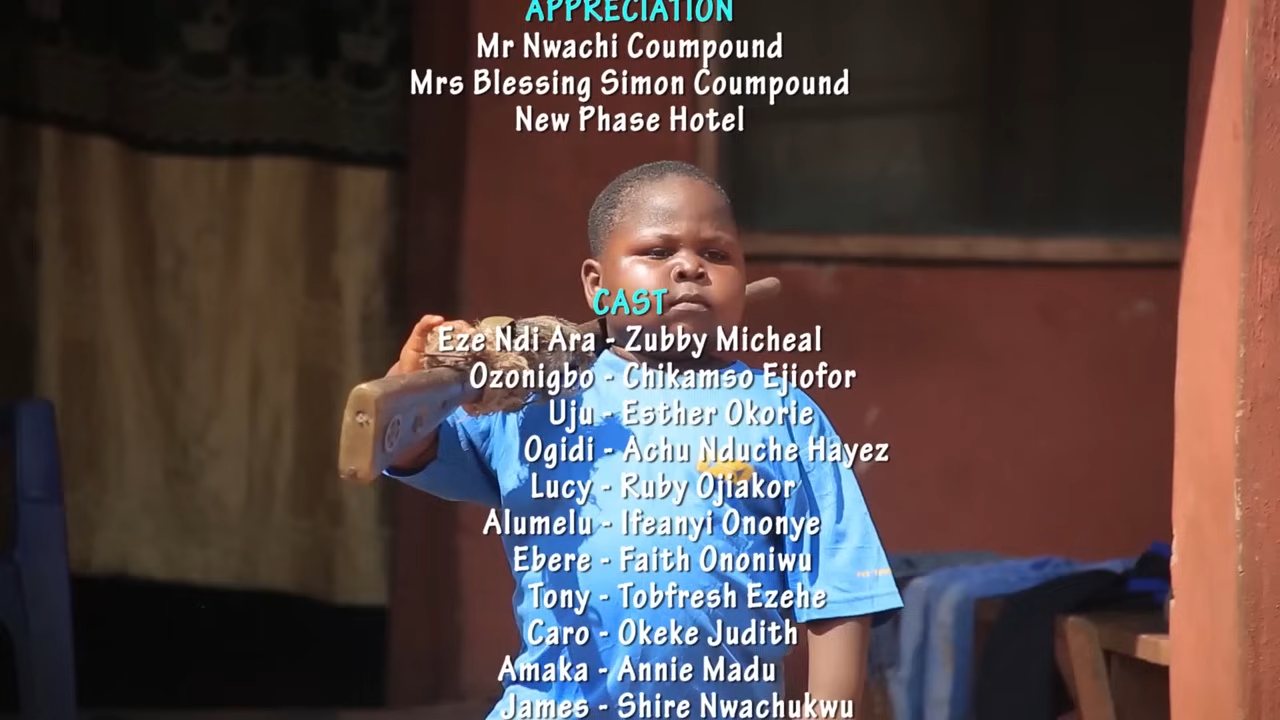 APPRECIATION
Mr Nwachi Coumpound
Mrs Blessing Simon Coumpound
New Phase Hotel
CAST
Eze Ndi Ara - Zubby Micheal
Ozonigbo - Chikamso Ejiofor
Uju - Esther Okorie
Ogidi - Achu Nduche Hayez
Lucy - Ruby Ojiakor
Alumelu - Ifeanyi Ononye
Ebere - Faith Ononiwu
Tony - Tobfresh Ezehe
Caro - Okeke Judith
Amaka - Annie Madu
James - Shire Nwachukwu